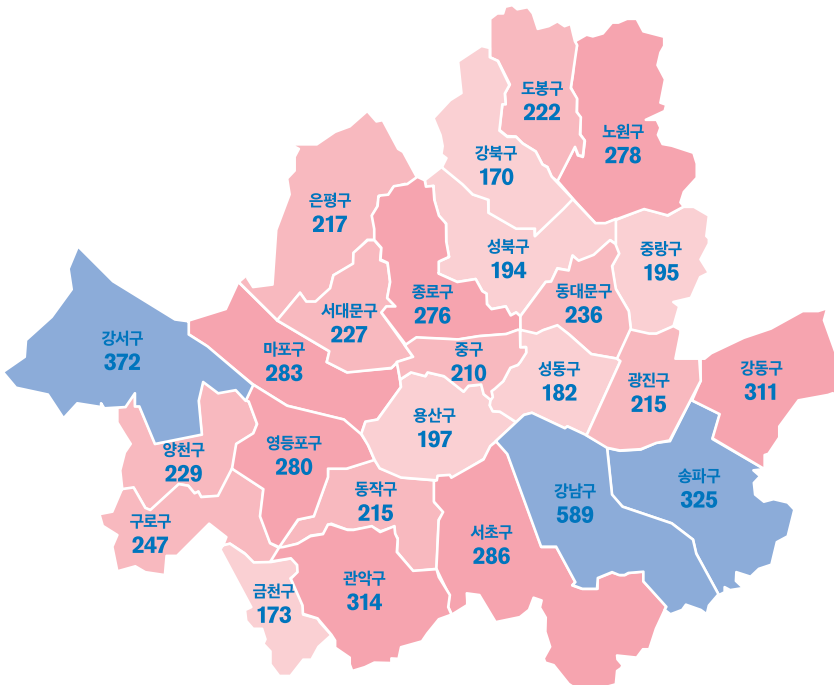 도봉구
222
노원구
278
강북구
170
은평구
217
성북구
194
중랑구
195
종로구
276
동대문구
236
서대문구
227
강서구
372
마포구
283
중구
210
성동구
182
광진구
215
강동구
311
용산구
197
양천구
229
영등포구
280
동작구
215
강남구
589
송파구
325
구로구
247
서초구
286
관악구
314
금천구
173